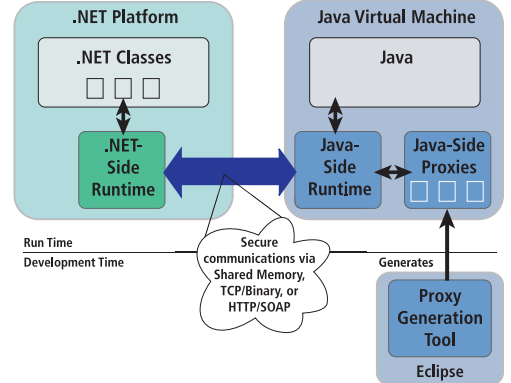 .NET Platform
.NET Classes
.NET-
Side
Runtime
Java Virtual Machine
Java
Java-
Side
Runtime
Java-Side
Proxies
Run Time
Development Time
Secure
communications via
Shared Memory,
TCP/Binary, or
HTTP/SOAP
Generates
Proxy
Generation
Tool
Eclipse